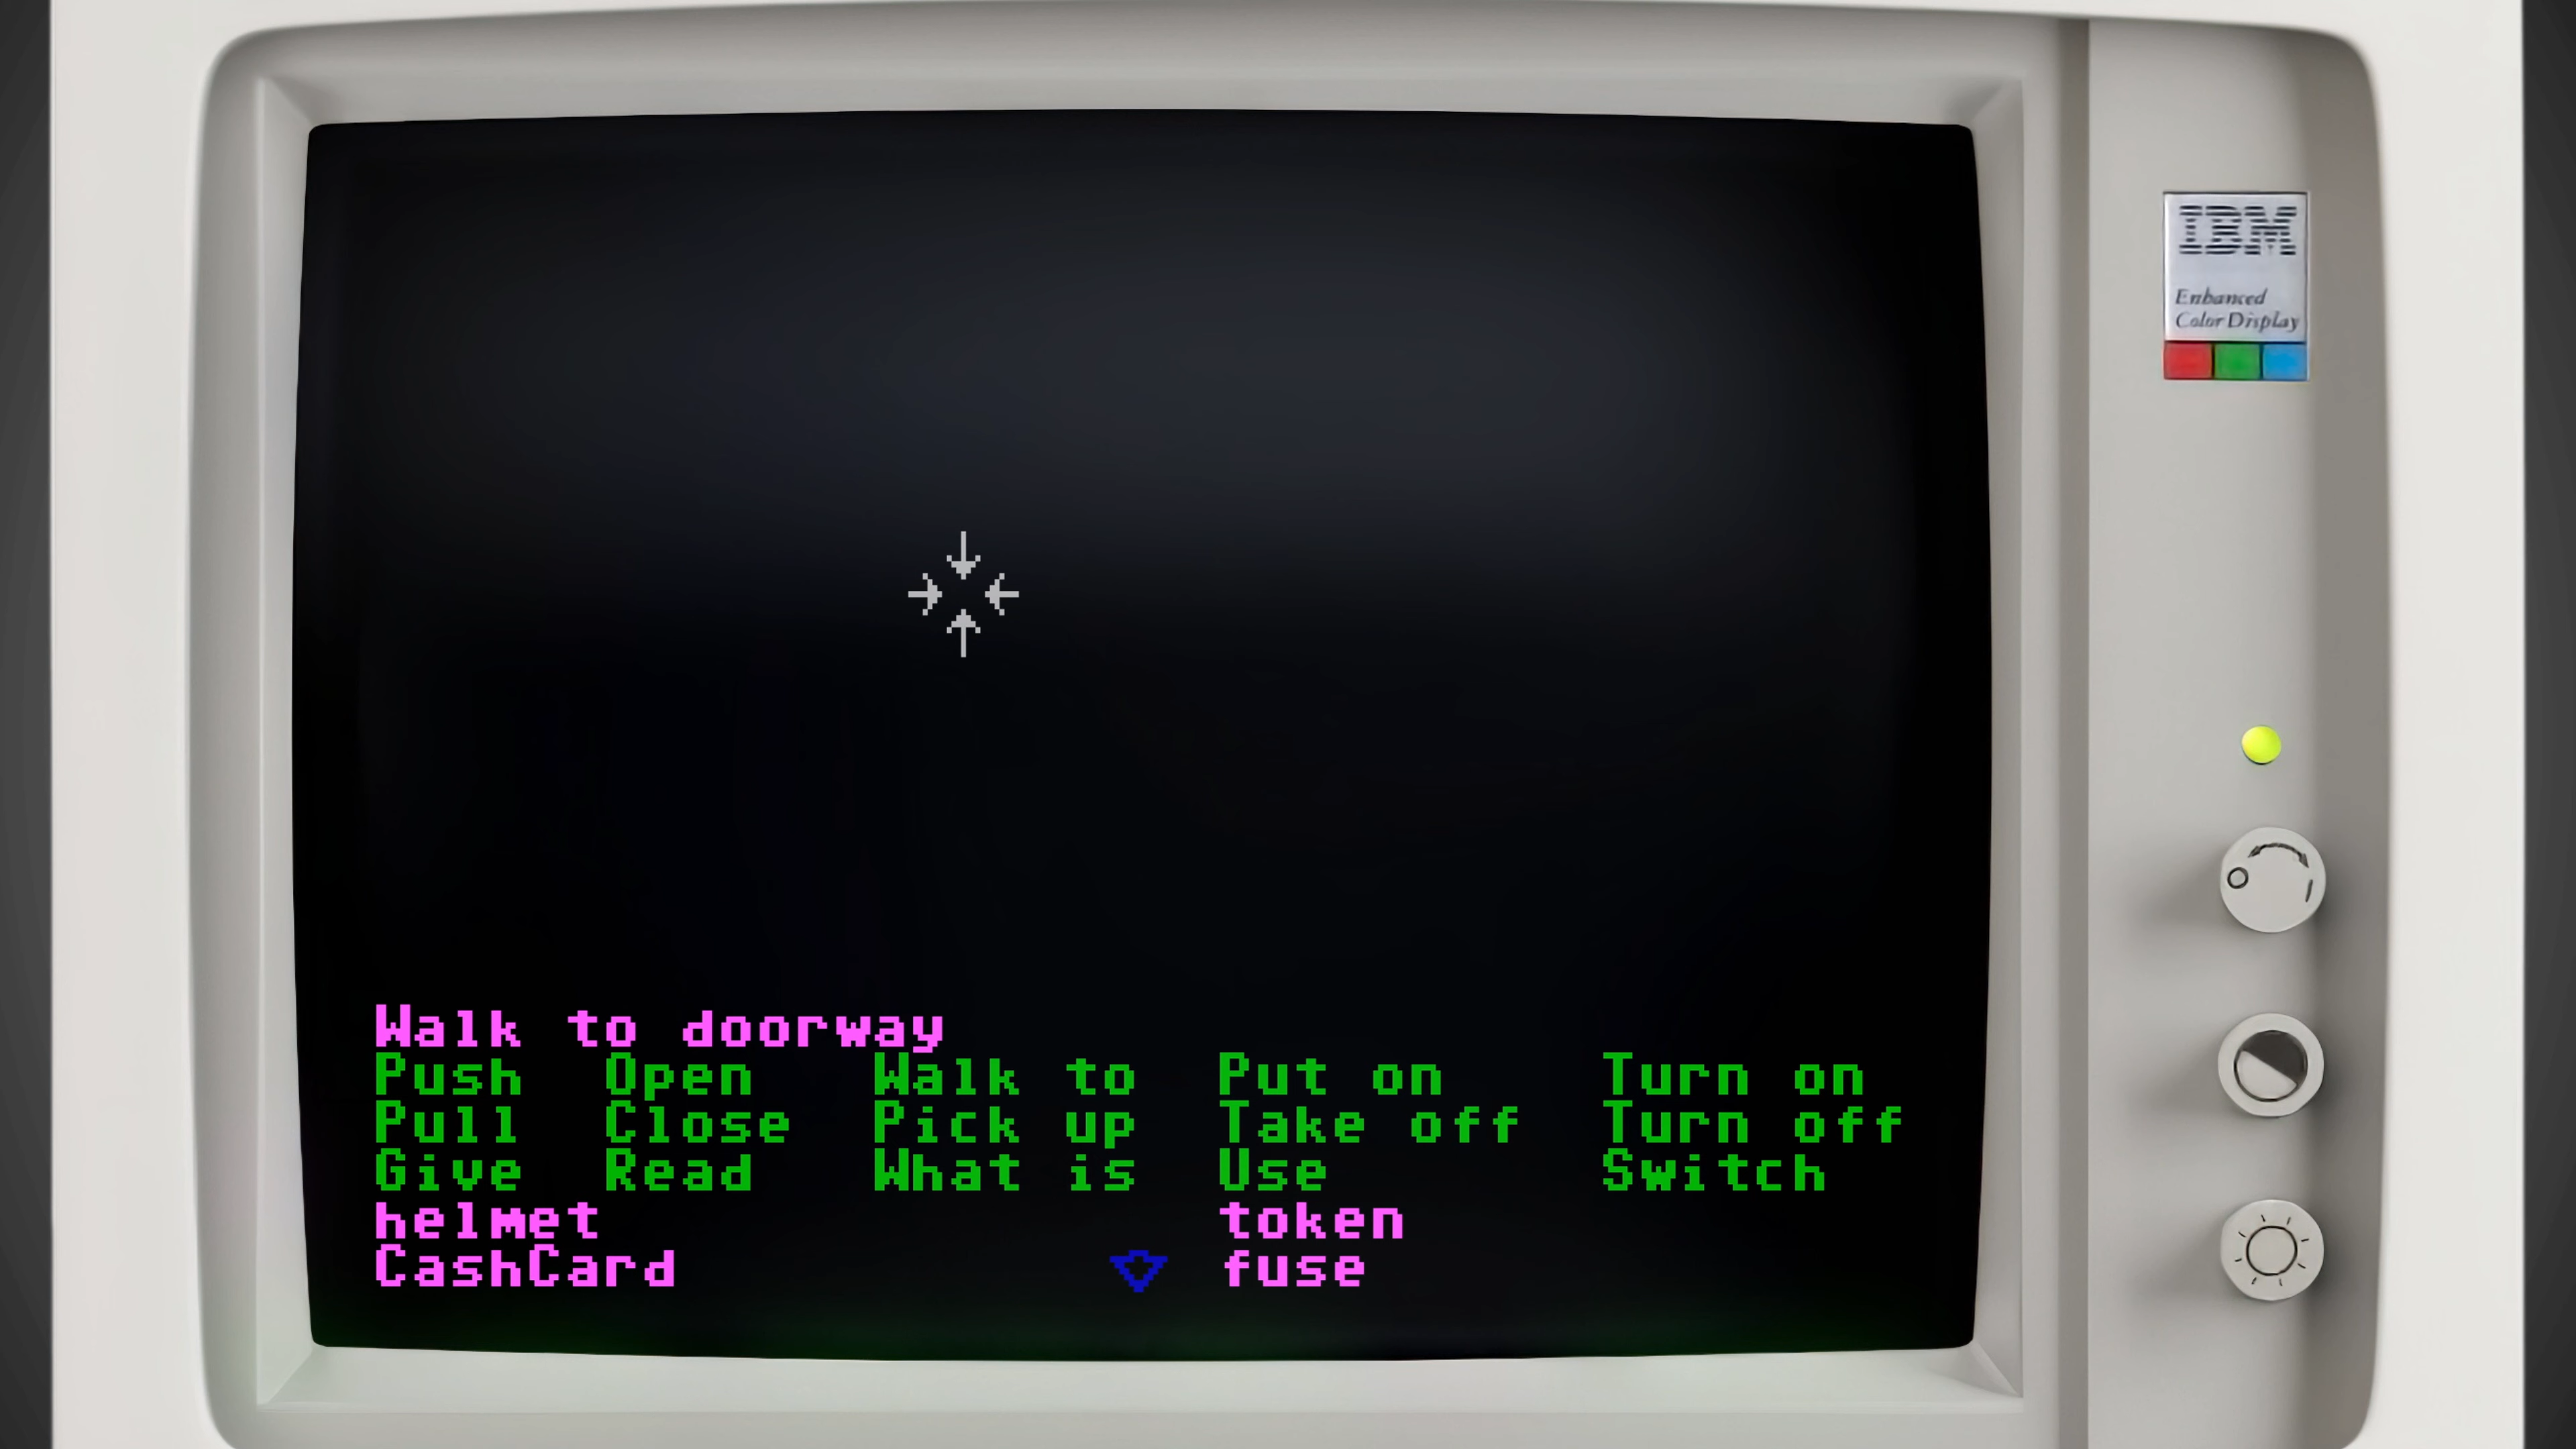 IBM
Enhanced
Color Display
Walk to doorway
Push Open Walk to Put on Turn on
Pull Close Pick up Take off Turn off
Give Read What is Use Switch
helmet token
CashCard fuse